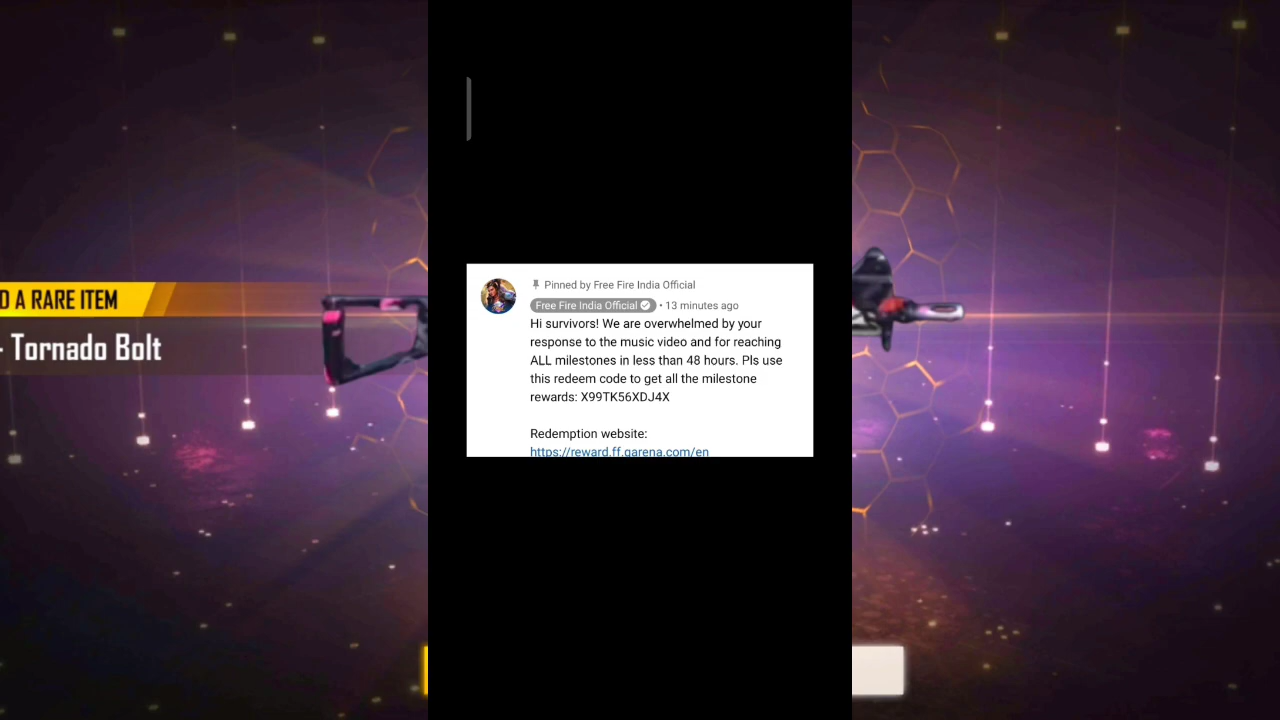 D A RARE ITEM
- Tornado Bolt
Pinned by Free Fire India Official
Free Fire India Official • 13 minutes ago
Hi survivors! We are overwhelmed by your
response to the music video and for reaching
ALL milestones in less than 48 hours. Pls use
this redeem code to get all the milestone
rewards: X99TK56XDJ4X
Redemption website:
https://reward.ff.garena.com/en